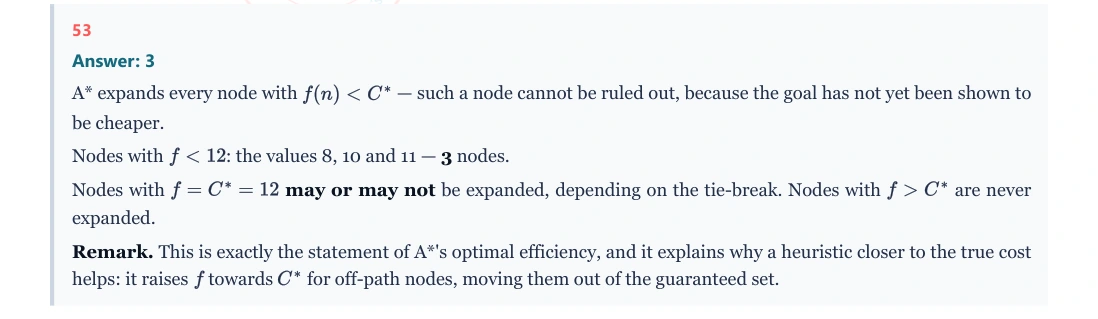 53
Answer: 3
A* expands every node with f(n) < C* — such a node cannot be ruled out, because the goal has not yet been shown to
be cheaper.
Nodes with f < 12: the values 8, 10 and 11 — 3 nodes.
Nodes with f = C* = 12 may or may not be expanded, depending on the tie-break. Nodes with f > C* are never
expanded.
Remark. This is exactly the statement of A*'s optimal efficiency, and it explains why a heuristic closer to the true cost
helps: it raises f towards C* for off-path nodes, moving them out of the guaranteed set.